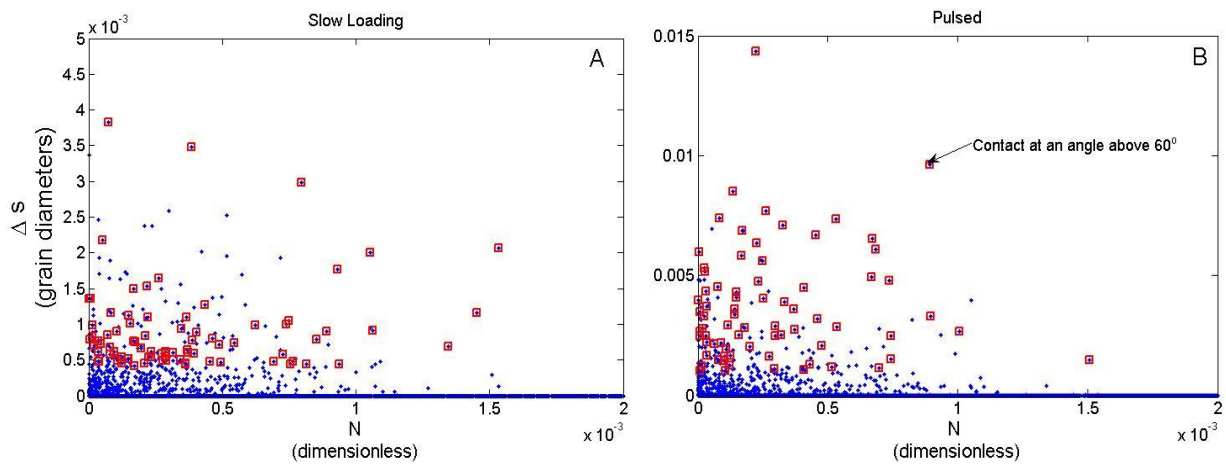 Slow Loading
× 10⁻³
A
5
4.5
4
3.5
3
2.5
2
1.5
1
0.5
0
Δ s
(grain diameters)
0 0.5 1 1.5 2
× 10⁻³
N
(dimensionless)
Pulsed
B
0.015
0.01
0.005
0
Contact at an angle above 60⁰
0 0.5 1 1.5 2
× 10⁻³
N
(dimensionless)